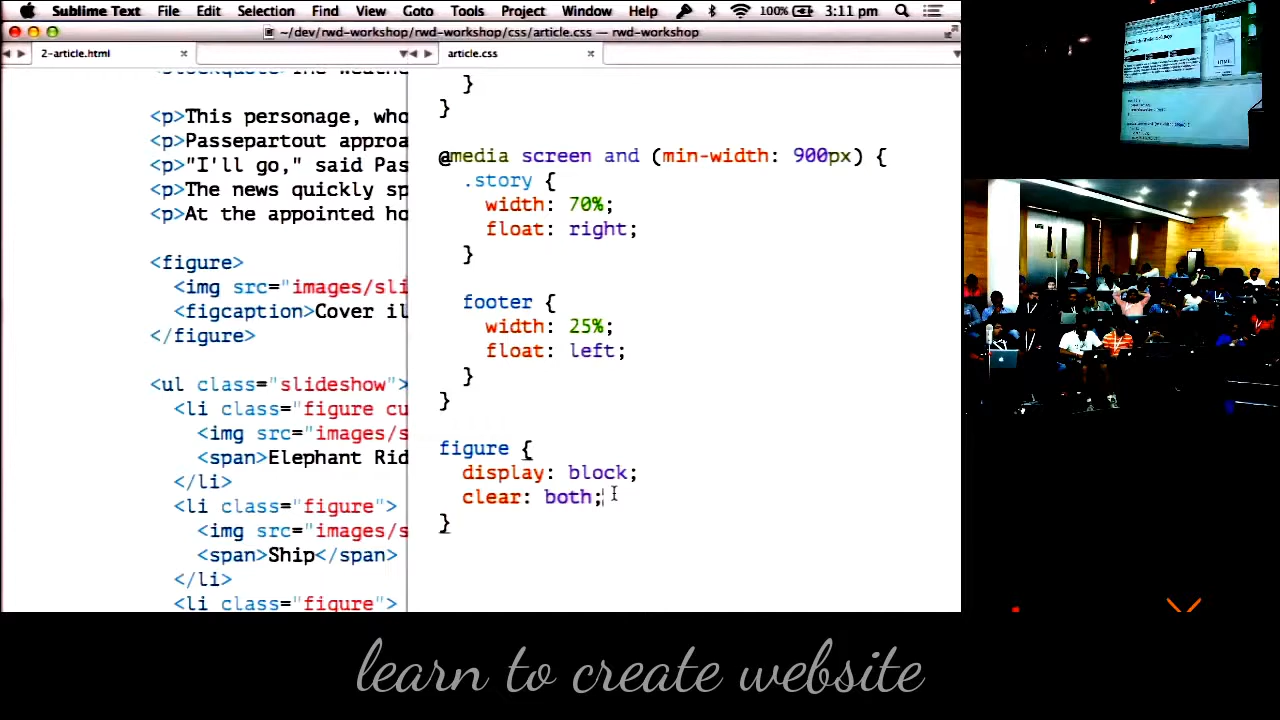 Sublime Text File Edit Selection Find View Goto Tools Project Window Help 100% 3:11 pm
~/dev/rwd-workshop/rwd-workshop/css/article.css — rwd-workshop
2-article.html
article.css
<p>This personage, who
<p>Passepartout approa
<p>"I'll go," said Pas
<p>The news quickly sp
<p>At the appointed ho
<figure>
<img src="images/sli
<figcaption>Cover il
</figure>
<ul class="slideshow">
<li class="figure cu
<img src="images/s
<span>Elephant Rid
</li>
<li class="figure">
<img src="images/s
<span>Ship</span>
</li>
<li class="figure">
}
}
@media screen and (min-width: 900px) {
.story {
width: 70%;
float: right;
}
footer {
width: 25%;
float: left;
}
}
figure {
display: block;
clear: both;
}
learn to create website